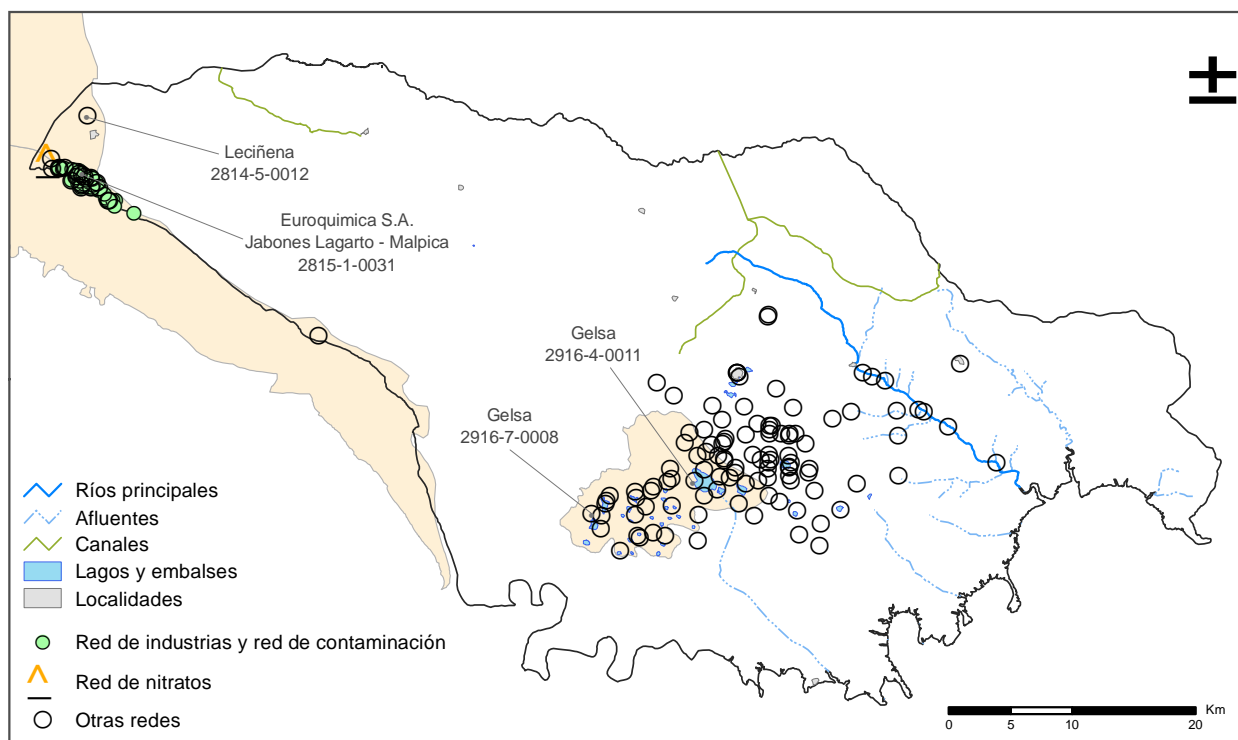 Leciñena
2814-5-0012
Euroquimica S.A.
Jabones Lagarto - Malpica
2815-1-0031
Gelsa
2916-4-0011
Gelsa
2916-7-0008
Ríos principales
Afluentes
Canales
Lagos y embalses
Localidades
Red de industrias y red de contaminación
Red de nitratos
Otras redes
Km
0 5 10 20